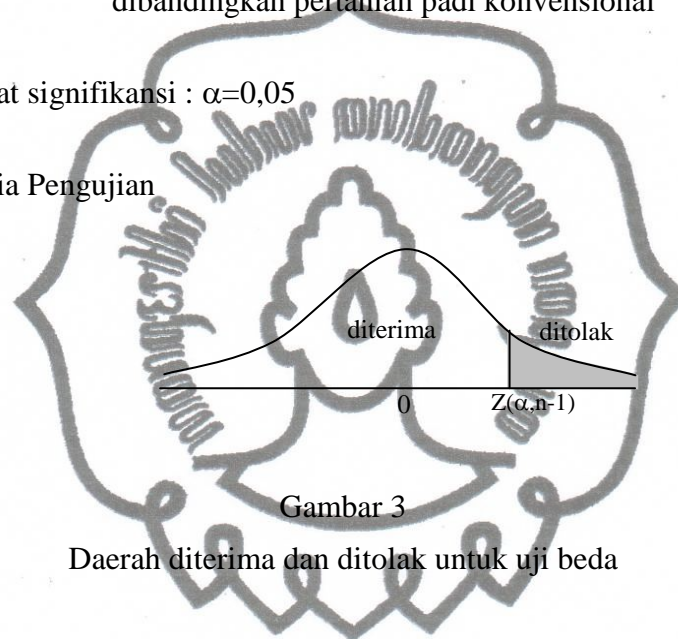 dibandingkan pertanian padi konvensional
at signifikansi : α=0,05
ia Pengujian
diterima ditolak
0 Z(α,n-1)
Gambar 3
Daerah diterima dan ditolak untuk uji beda